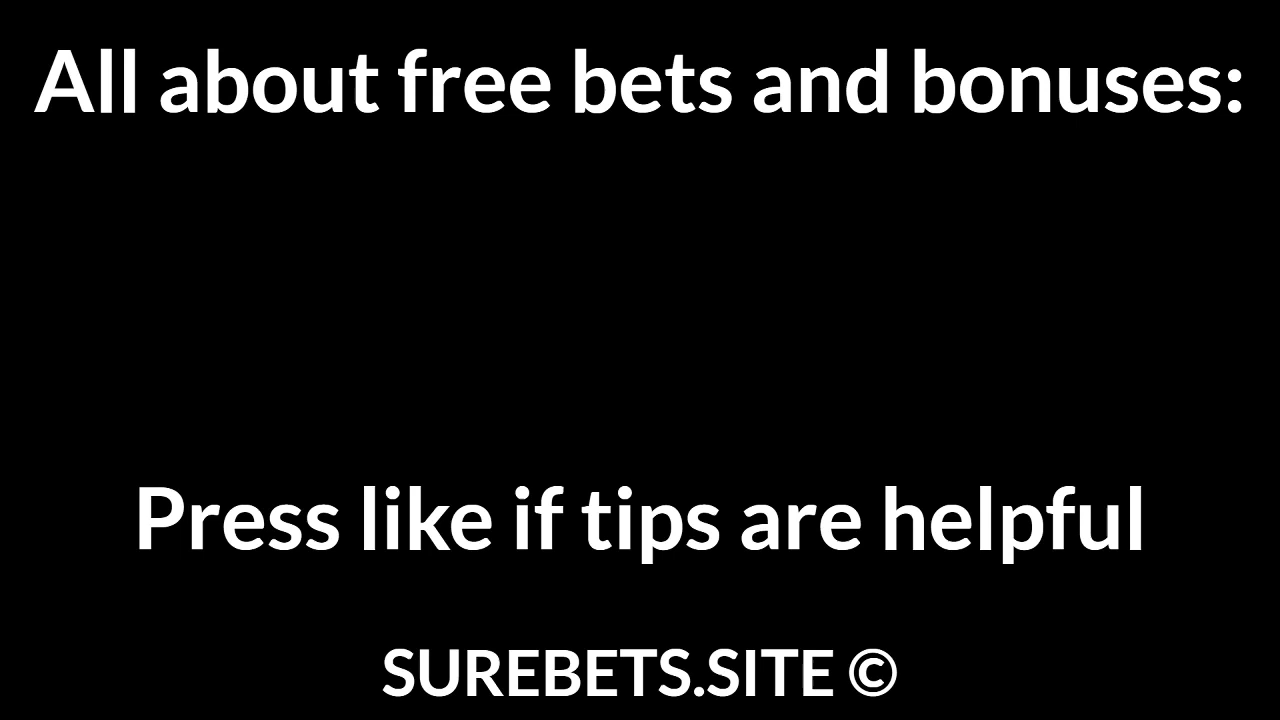 All about free bets and bonuses:
Press like if tips are helpful
SUREBETS.SITE ©